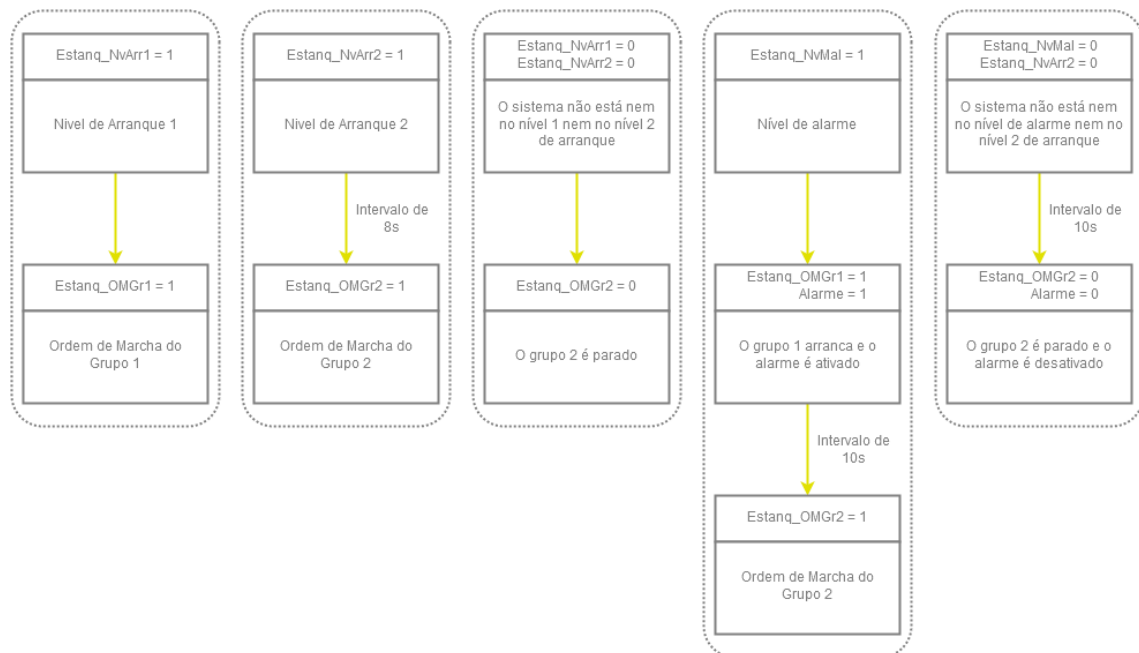 Estanq_NvArr1 = 1
Nivel de Arranque 1
Estanq_OMGr1 = 1
Ordem de Marcha do
Grupo 1
Estanq_NvArr2 = 1
Nivel de Arranque 2
Intervalo de
8s
Estanq_OMGr2 = 1
Ordem de Marcha do
Grupo 2
Estanq_NvArr1 = 0
Estanq_NvArr2 = 0
O sistema não está nem
no nível 1 nem no nível 2
de arranque
Estanq_OMGr2 = 0
O grupo 2 é parado
Estanq_NvMal = 1
Nível de alarme
Estanq_OMGr1 = 1
Alarme = 1
O grupo 1 arranca e o
alarme é ativado
Intervalo de
10s
Estanq_OMGr2 = 1
Ordem de Marcha do
Grupo 2
Estanq_NvMal = 0
Estanq_NvArr2 = 0
O sistema não está nem
no nível de alarme nem no
nível 2 de arranque
Intervalo de
10s
Estanq_OMGr2 = 0
Alarme = 0
O grupo 2 é parado e o
alarme é desativado